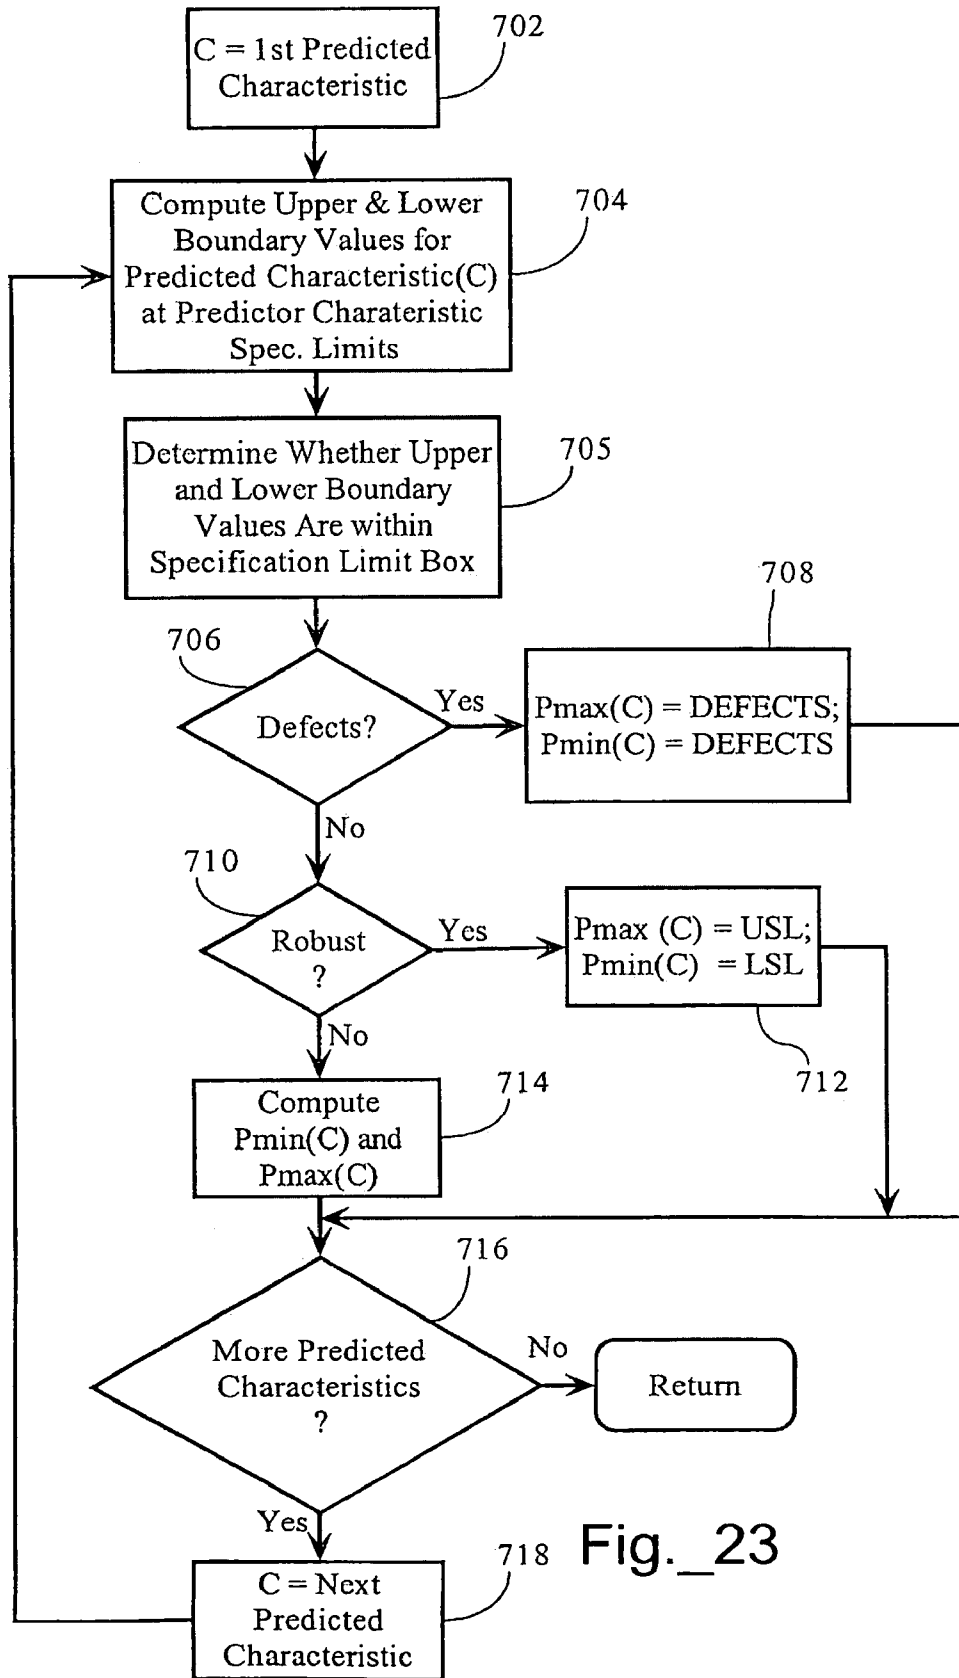 702
C = 1st Predicted
Characteristic
704
Compute Upper & Lower
Boundary Values for
Predicted Characteristic(C)
at Predictor Charateristic
Spec. Limits
705
Determine Whether Upper
and Lower Boundary
Values Are within
Specification Limit Box
706
Defects?
Yes
708
Pmax(C) = DEFECTS;
Pmin(C) = DEFECTS
No
710
Robust
?
Yes
Pmax (C) = USL;
Pmin(C) = LSL
712
No
714
Compute
Pmin(C) and
Pmax(C)
716
More Predicted
Characteristics
?
No
Return
Yes
718
C = Next
Predicted
Characteristic
Fig._23